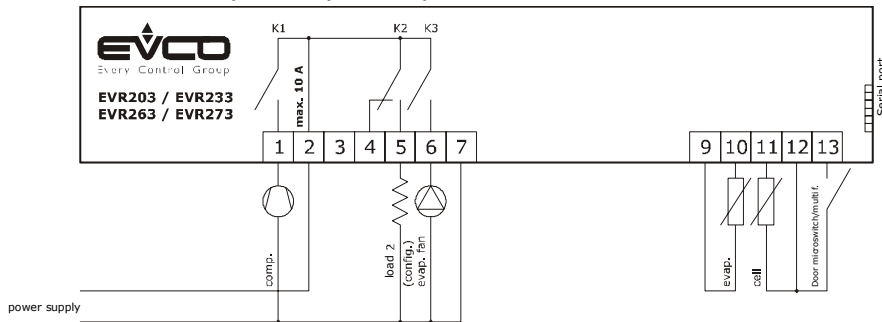 K1 K2 K3
EVCO
Every Control Group
EVR203 / EVR233
EVR263 / EVR273
max. 10 A
Serial port
1 2 3 4 5 6 7
9 10 11 12 13
comp.
load 2
(config.)
evap. fan
evap.
cell
Door microswitch/multif.
power supply